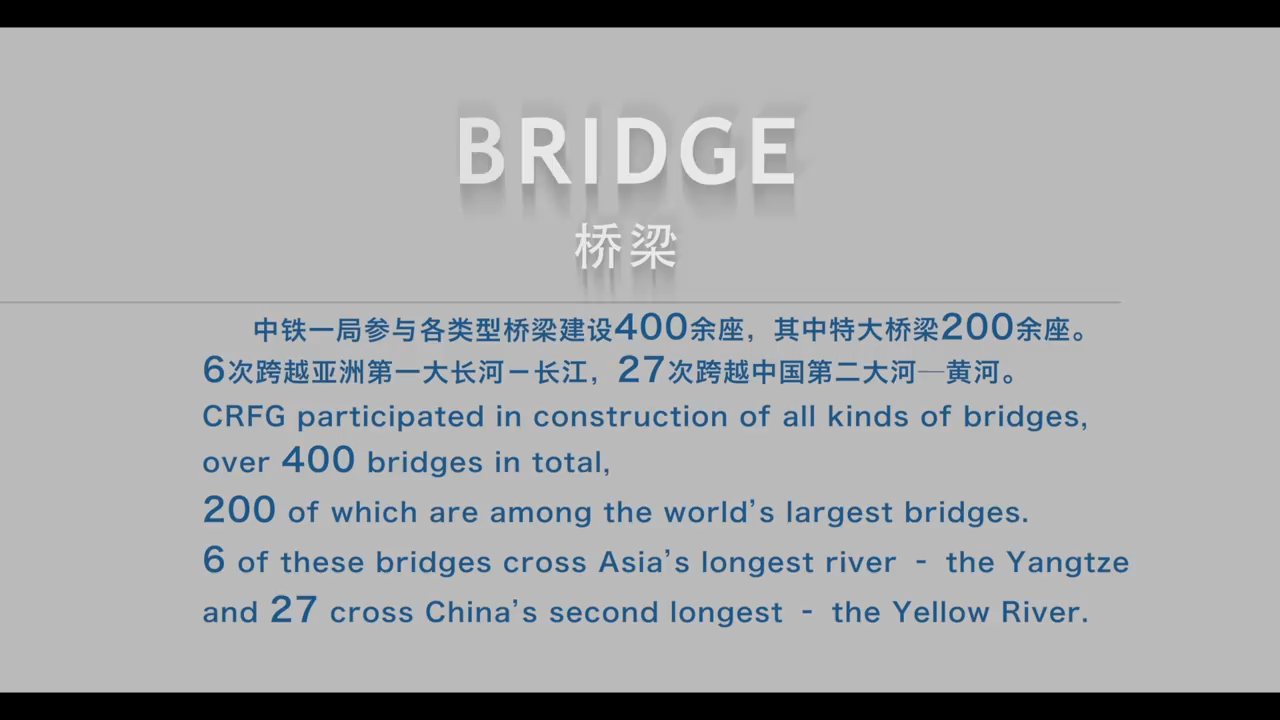 BRIDGE
桥梁
中铁一局参与各类型桥梁建设400余座，其中特大桥梁200余座。
6次跨越亚洲第一大长河－长江，27次跨越中国第二大河—黄河。
CRFG participated in construction of all kinds of bridges,
over 400 bridges in total,
200 of which are among the world's largest bridges.
6 of these bridges cross Asia's longest river - the Yangtze
and 27 cross China's second longest - the Yellow River.